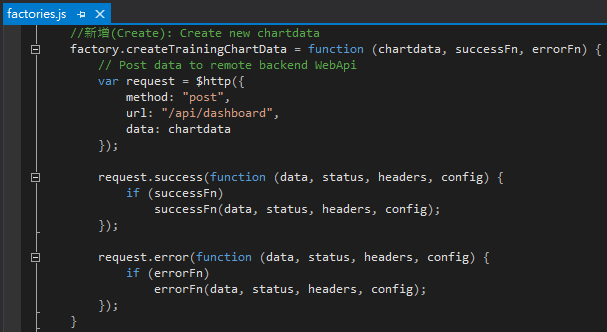 factories.js
//新增(Create): Create new chartdata
factory.createTrainingChartData = function (chartdata, successFn, errorFn) {
    // Post data to remote backend WebApi
    var request = $http({
        method: "post",
        url: "/api/dashboard",
        data: chartdata
    });

    request.success(function (data, status, headers, config) {
        if (successFn)
            successFn(data, status, headers, config);
    });

    request.error(function (data, status, headers, config) {
        if (errorFn)
            errorFn(data, status, headers, config);
    });
}